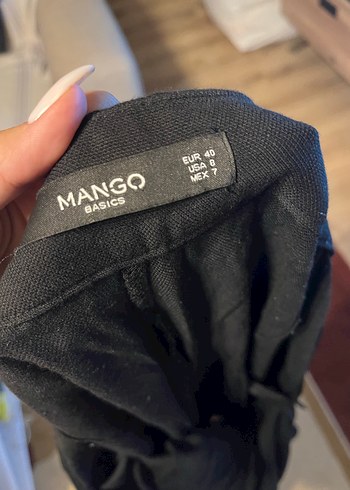 MANGO
BASICS
EUR 40
USA 8
MEX 7